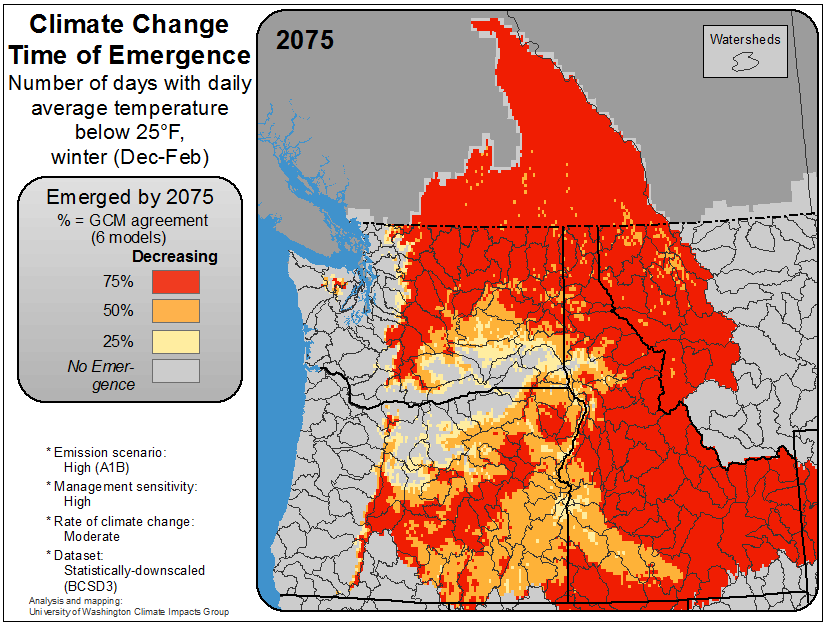 Climate Change
Time of Emergence
Number of days with daily
average temperature
below 25°F,
winter (Dec-Feb)
Emerged by 2075
% = GCM agreement
(6 models)
Decreasing
75%
50%
25%
No Emer-
gence
* Emission scenario:
High (A1B)
* Management sensitivity:
High
* Rate of climate change:
Moderate
* Dataset:
Statistically-downscaled
(BCSD3)
Analysis and mapping:
University of Washington Climate Impacts Group
2075
Watersheds